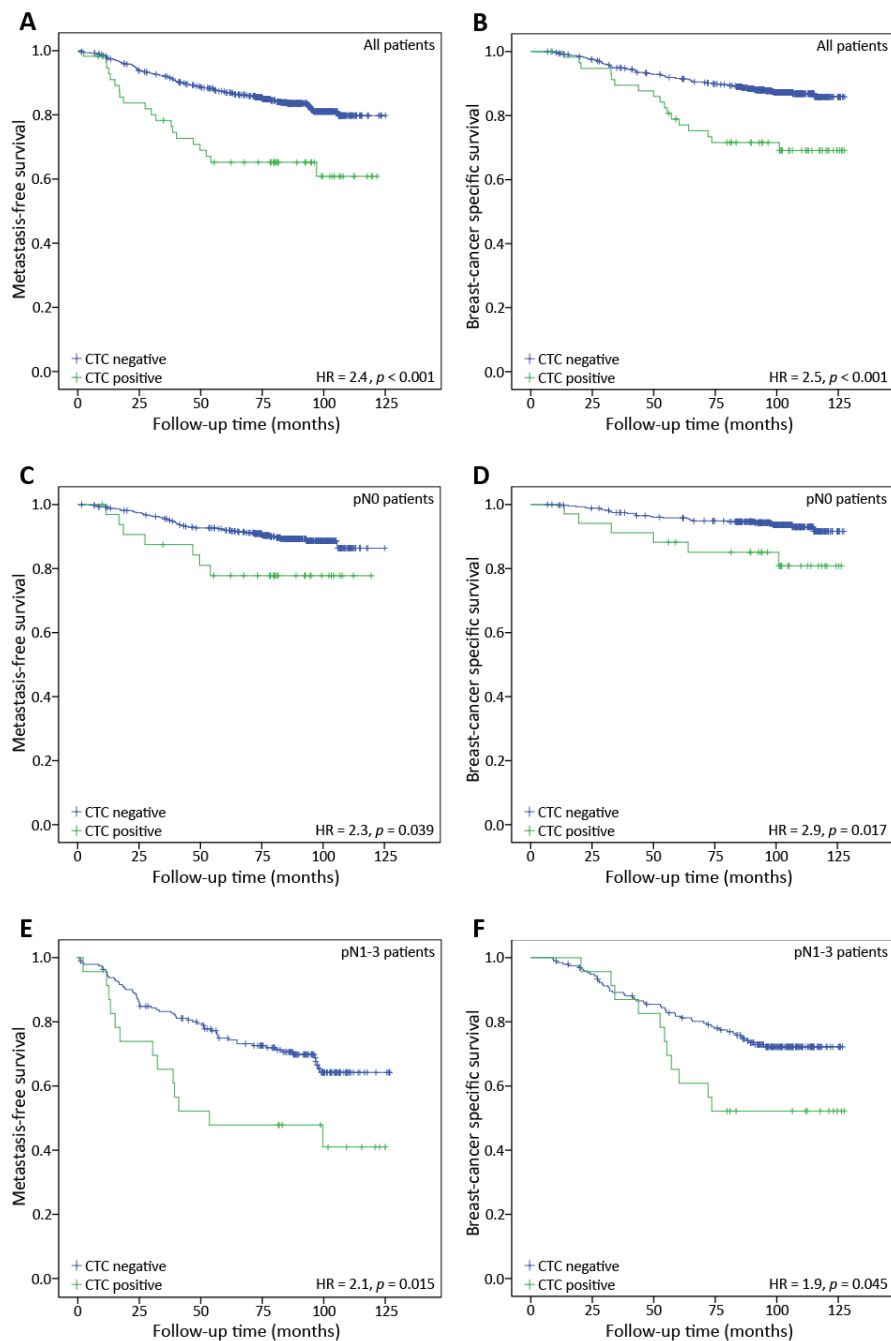 A
All patients
Metastasis-free survival
1.0
0.8
0.6
0.4
0.2
0.0
CTC negative
CTC positive
HR = 2.4, p < 0.001
0 25 50 75 100 125
Follow-up time (months)
B
All patients
Breast-cancer specific survival
1.0
0.8
0.6
0.4
0.2
0.0
CTC negative
CTC positive
HR = 2.5, p < 0.001
0 25 50 75 100 125
Follow-up time (months)
C
pN0 patients
Metastasis-free survival
1.0
0.8
0.6
0.4
0.2
0.0
CTC negative
CTC positive
HR = 2.3, p = 0.039
0 25 50 75 100 125
Follow-up time (months)
D
pN0 patients
Breast-cancer specific survival
1.0
0.8
0.6
0.4
0.2
0.0
CTC negative
CTC positive
HR = 2.9, p = 0.017
0 25 50 75 100 125
Follow-up time (months)
E
pN1-3 patients
Metastasis-free survival
1.0
0.8
0.6
0.4
0.2
0.0
CTC negative
CTC positive
HR = 2.1, p = 0.015
0 25 50 75 100 125
Follow-up time (months)
F
pN1-3 patients
Breast-cancer specific survival
1.0
0.8
0.6
0.4
0.2
0.0
CTC negative
CTC positive
HR = 1.9, p = 0.045
0 25 50 75 100 125
Follow-up time (months)